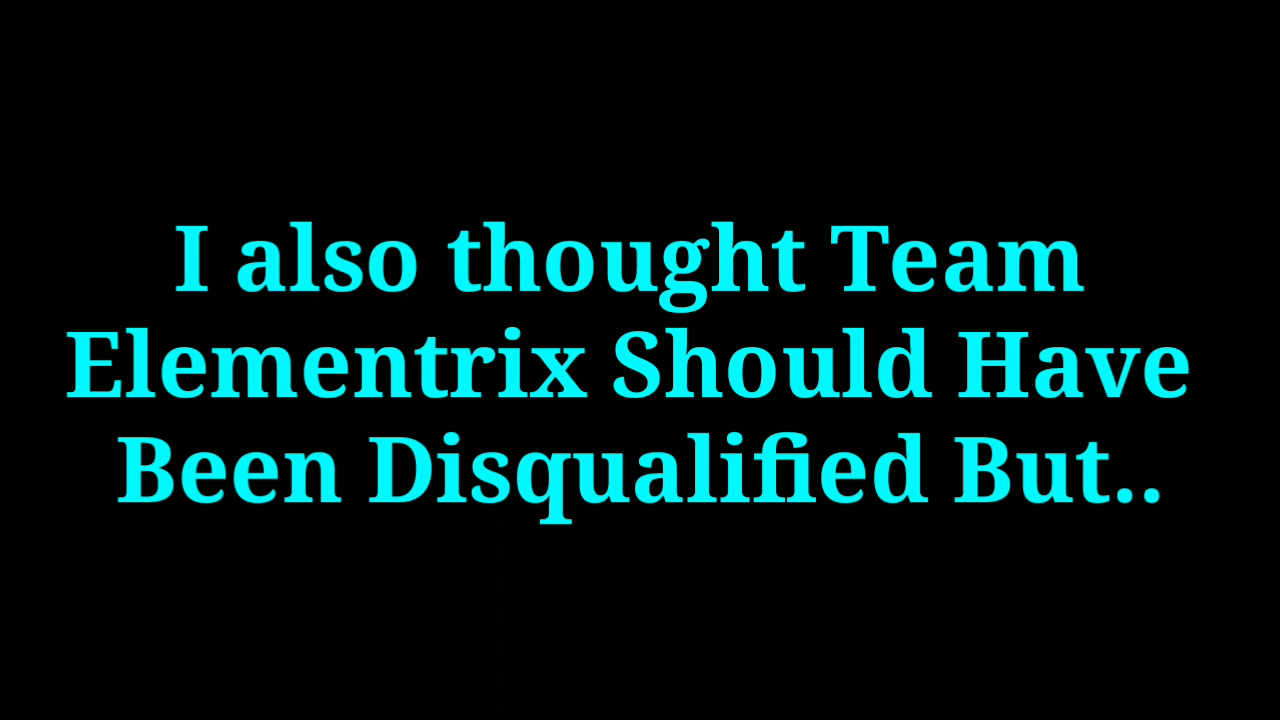 I also thought Team
Elementrix Should Have
Been Disqualified But..